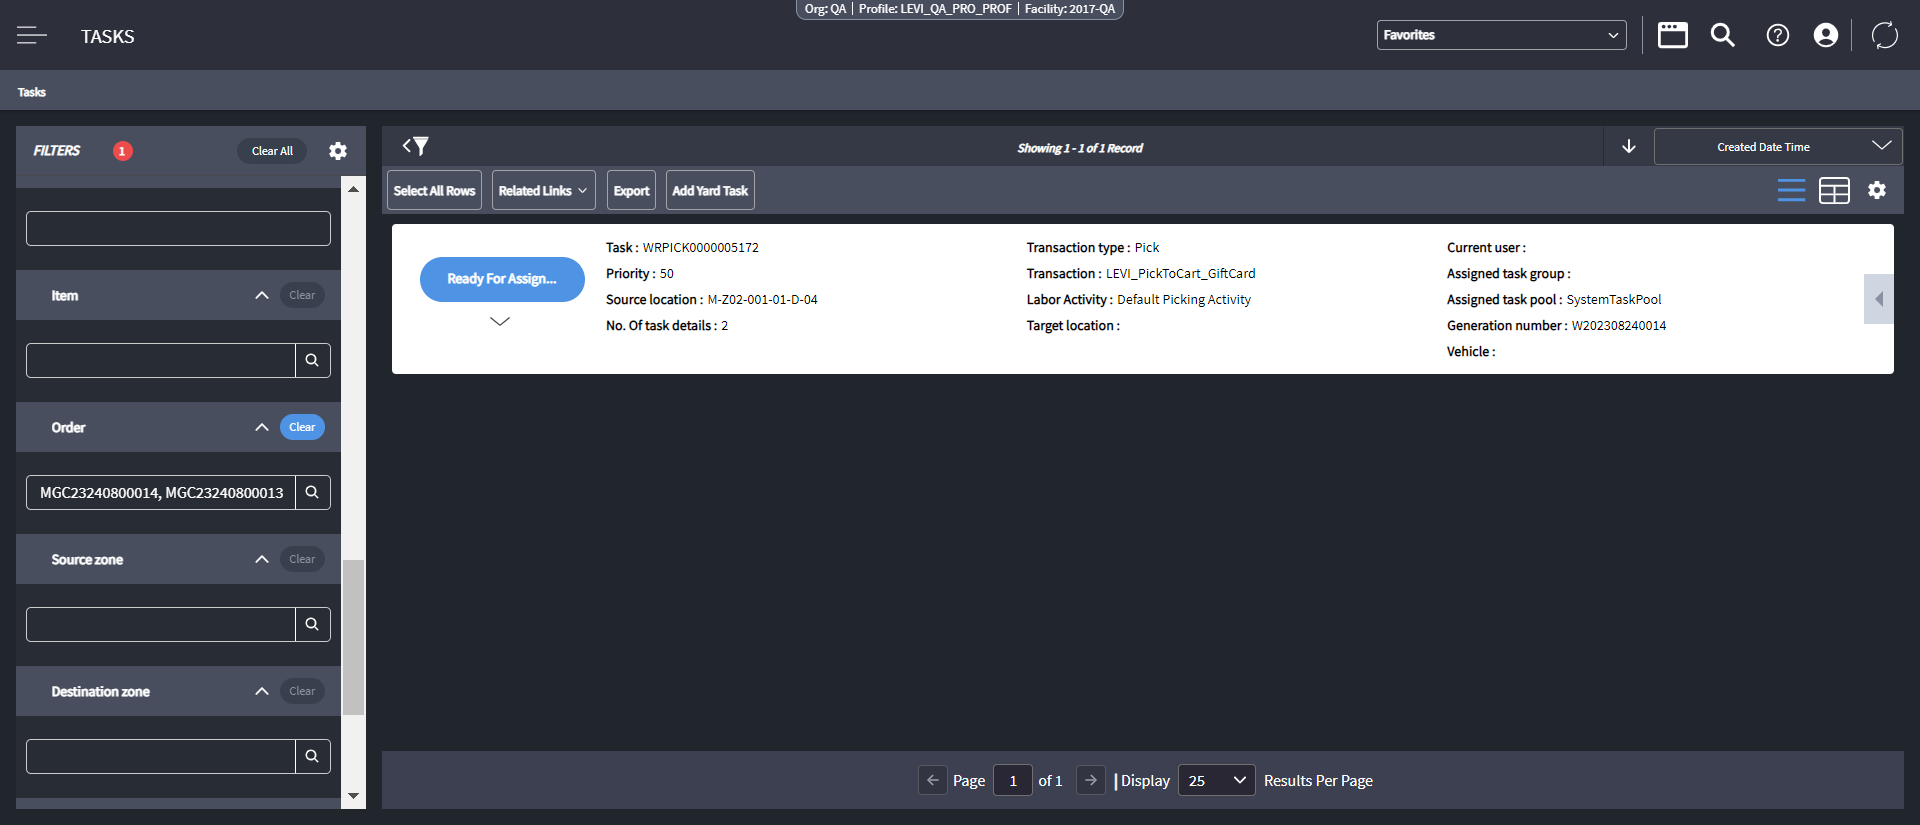 Org: QA | Profile: LEVI_QA_PRO_PROF | Facility: 2017-QA
TASKS
Favorites
Tasks
FILTERS 1 Clear All
Showing 1 - 1 of 1 Record
Created Date Time
Select All Rows Related Links Export Add Yard Task
Item Clear
Order Clear
MGC23240800014, MGC23240800013
Source zone Clear
Destination zone Clear
Ready For Assign...
Task : WRPICK0000005172
Priority : 50
Source location : M-Z02-001-01-D-04
No. Of task details : 2
Transaction type : Pick
Transaction : LEVI_PickToCart_GiftCard
Labor Activity : Default Picking Activity
Target location :
Current user :
Assigned task group :
Assigned task pool : SystemTaskPool
Generation number : W202308240014
Vehicle :
Page 1 of 1 | Display 25 Results Per Page